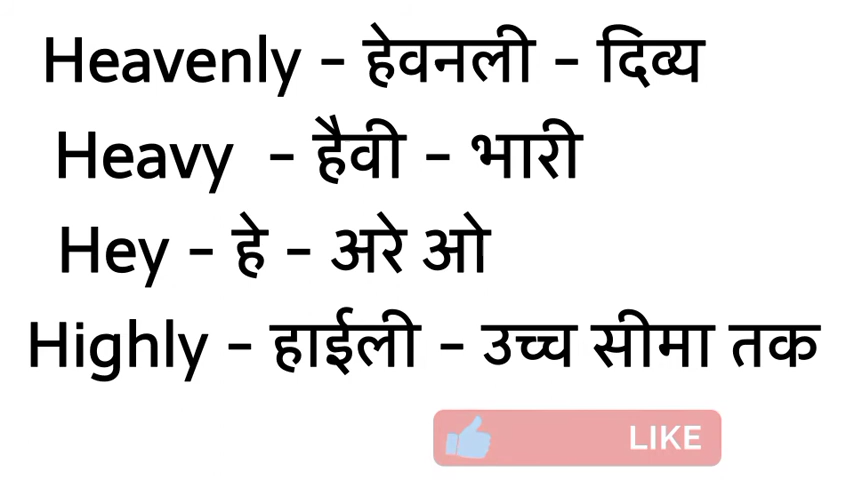 Heavenly - हेवनली - दिव्य
Heavy - हैवी - भारी
Hey - हे - अरे ओ
Highly - हाईली - उच्च सीमा तक
LIKE